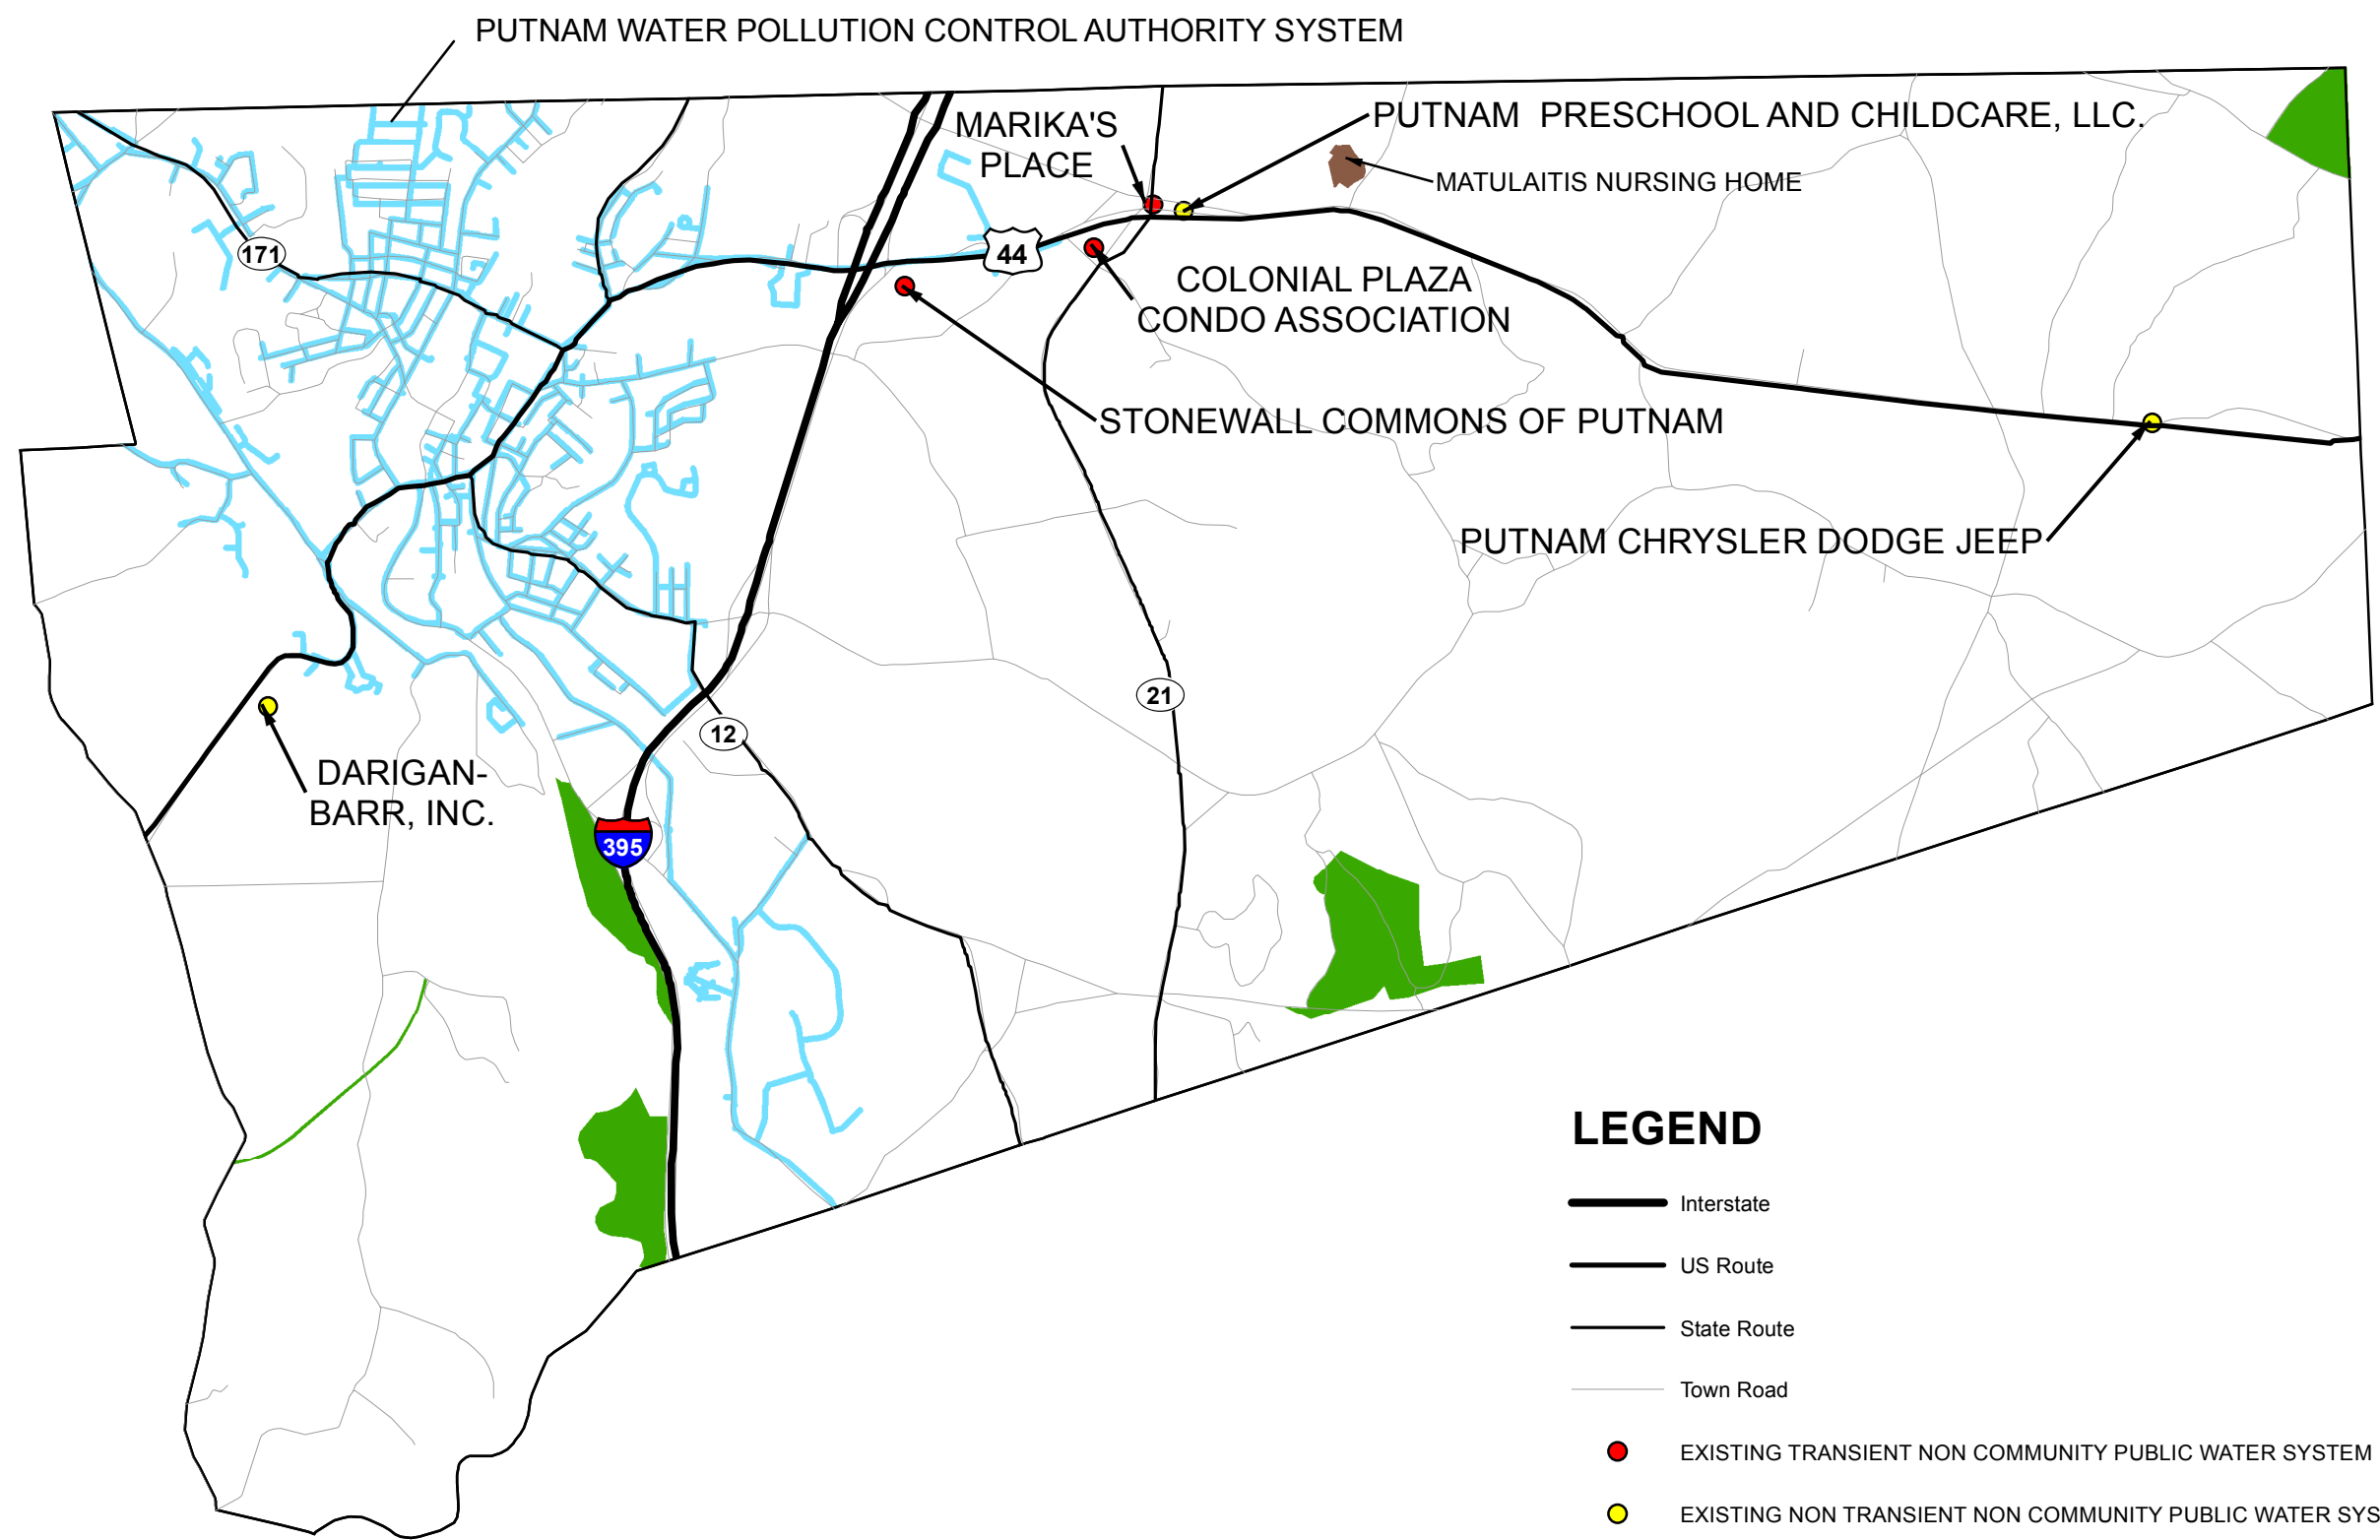 PUTNAM WATER POLLUTION CONTROL AUTHORITY SYSTEM
MARIKA'S
PLACE
PUTNAM  PRESCHOOL AND CHILDCARE, LLC.
MATULAITIS NURSING HOME
171
44
COLONIAL PLAZA
CONDO ASSOCIATION
STONEWALL COMMONS OF PUTNAM
PUTNAM CHRYSLER DODGE JEEP
21
12
DARIGAN-
BARR, INC.
395
LEGEND
Interstate
US Route
State Route
Town Road
EXISTING TRANSIENT NON COMMUNITY PUBLIC WATER SYSTEM
EXISTING NON TRANSIENT NON COMMUNITY PUBLIC WATER SYS